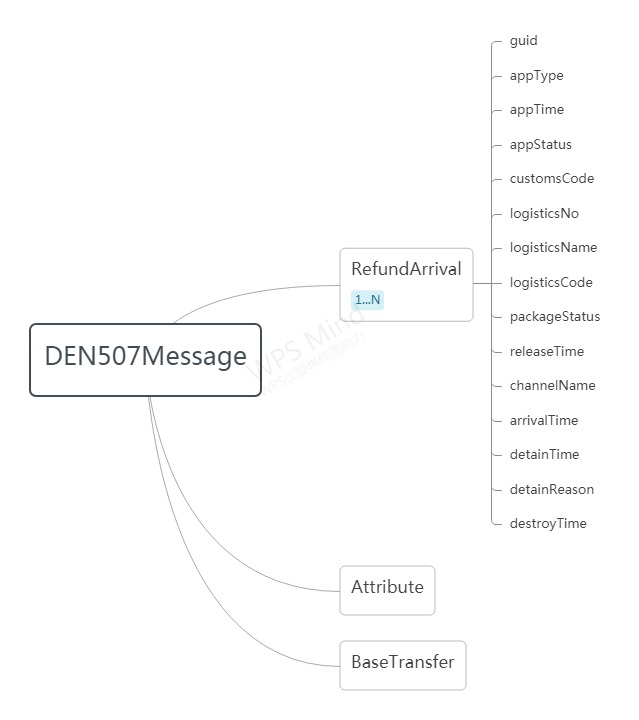 guid
appType
appTime
appStatus
customsCode
logisticsNo
logisticsName
RefundArrival
1...N
logisticsCode
packageStatus
releaseTime
channelName
arrivalTime
detainTime
detainReason
destroyTime
DEN507Message
WPS Mind
Attribute
BaseTransfer